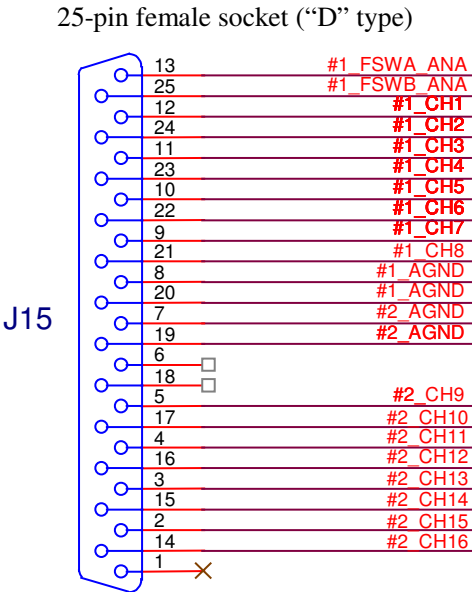 25-pin female socket (“D” type)
13 #1_FSWA_ANA
25 #1_FSWB_ANA
12 #1_CH1
24 #1_CH2
11 #1_CH3
23 #1_CH4
10 #1_CH5
22 #1_CH6
9 #1_CH7
21 #1_CH8
8 #1_AGND
20 #1_AGND
J15
7 #2_AGND
19 #2_AGND
6
18
5 #2_CH9
17 #2_CH10
4 #2_CH11
16 #2_CH12
3 #2_CH13
15 #2_CH14
2 #2_CH15
14 #2_CH16
1